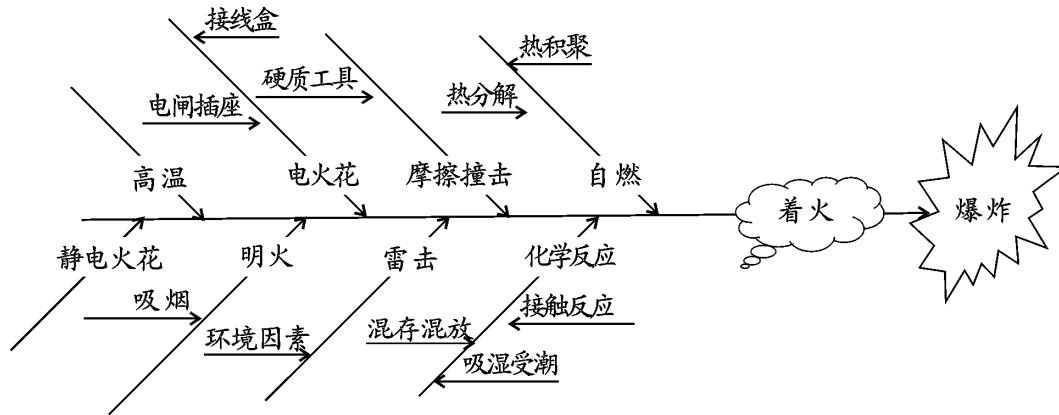 接线盒
热积聚
硬质工具
热分解
电闸插座
高温
电火花
摩擦撞击
自燃
着火
爆炸
静电火花
明火
雷击
化学反应
吸烟
接触反应
环境因素
混存混放
吸湿受潮